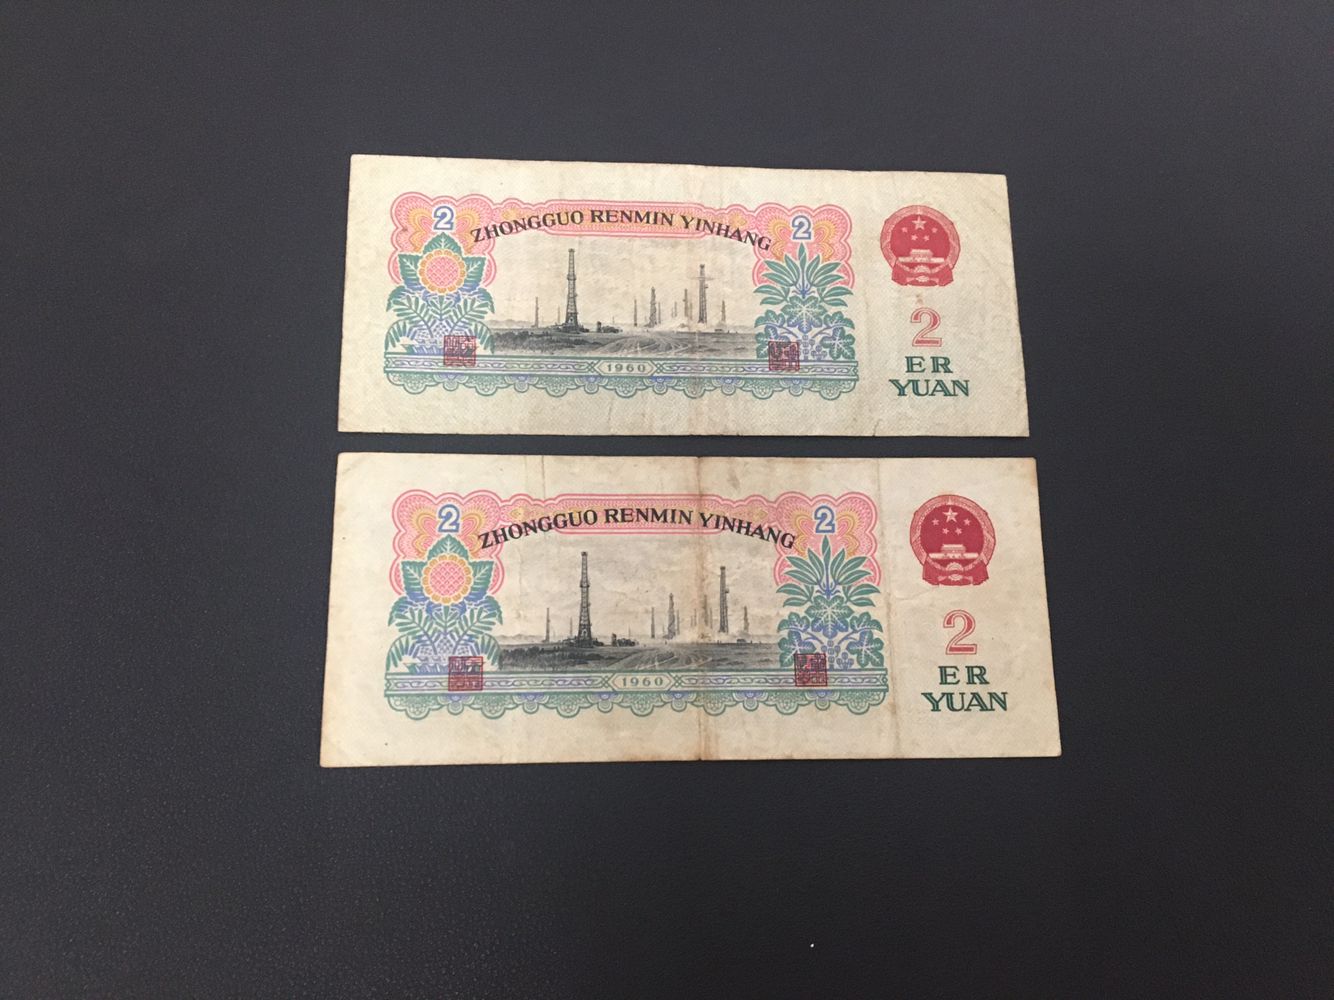 2 ZHONGGUO RENMIN YINHANG 2
2
ER
YUAN
1960
2 ZHONGGUO RENMIN YINHANG 2
2
ER
YUAN
1960